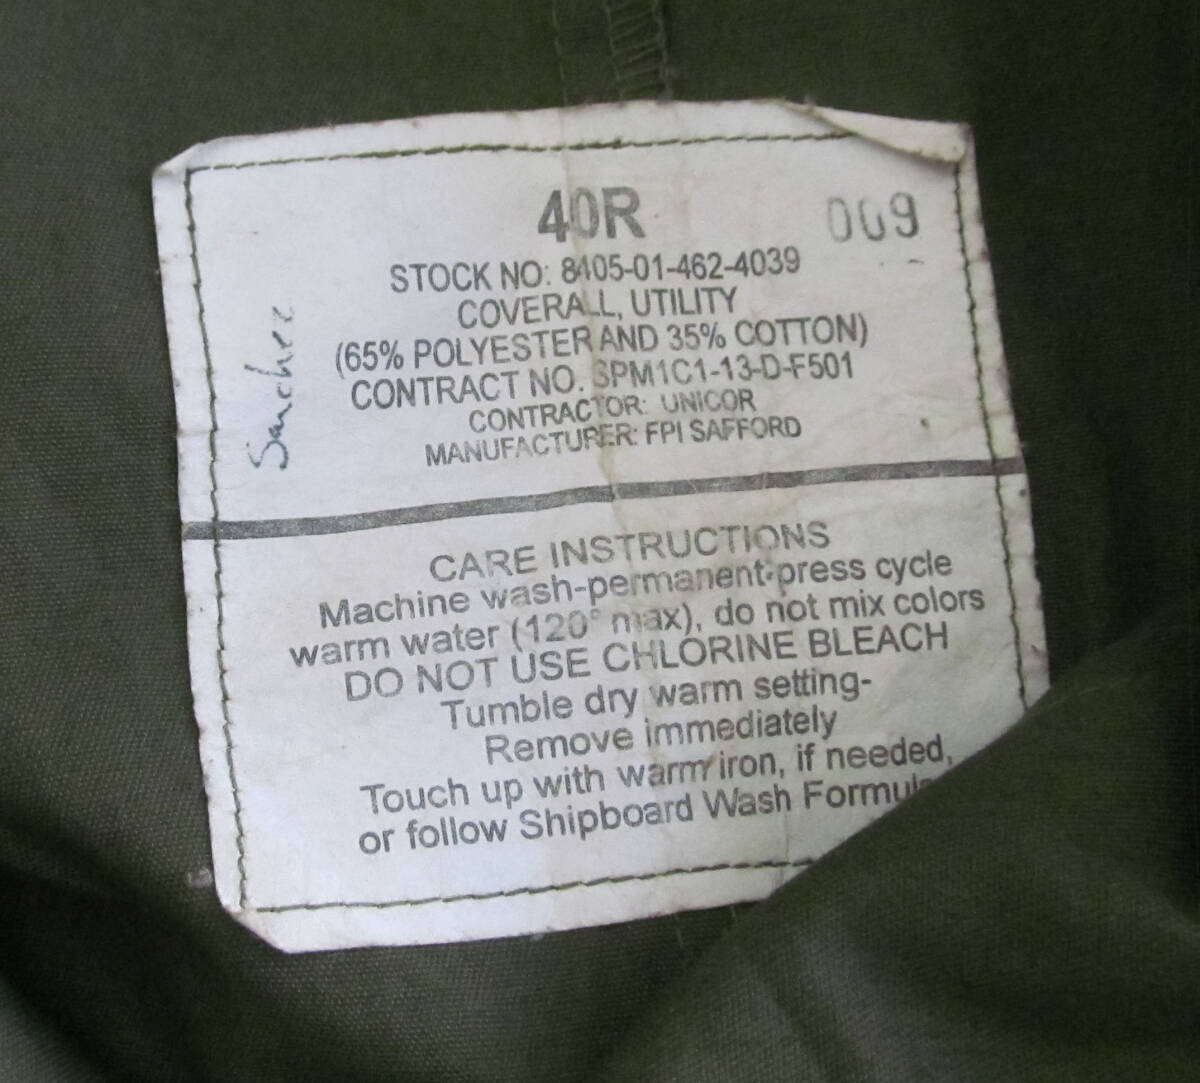 40R 009
STOCK NO: 8405-01-462-4039
COVERALL, UTILITY
(65% POLYESTER AND 35% COTTON)
CONTRACT NO. SPM1C1-13-D-F501
CONTRACTOR: UNICOR
MANUFACTURER: FPI SAFFORD
CARE INSTRUCTIONS
Machine wash-permanent-press cycle
warm water (120° max), do not mix colors
DO NOT USE CHLORINE BLEACH
Tumble dry warm setting-
Remove immediately
Touch up with warm iron, if needed,
or follow Shipboard Wash